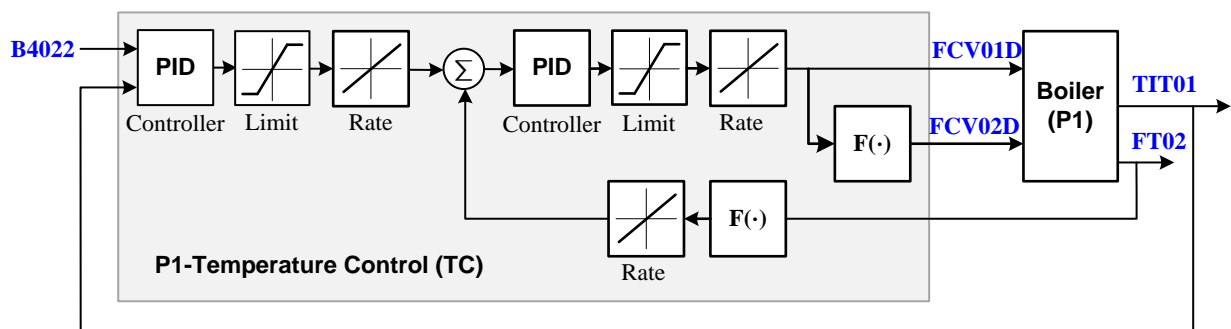 B4022
PID
Controller
Limit
Rate
Σ
PID
Controller
Limit
Rate
F(·)
FCV01D
FCV02D
Boiler
(P1)
TIT01
FT02
Rate
F(·)
P1-Temperature Control (TC)